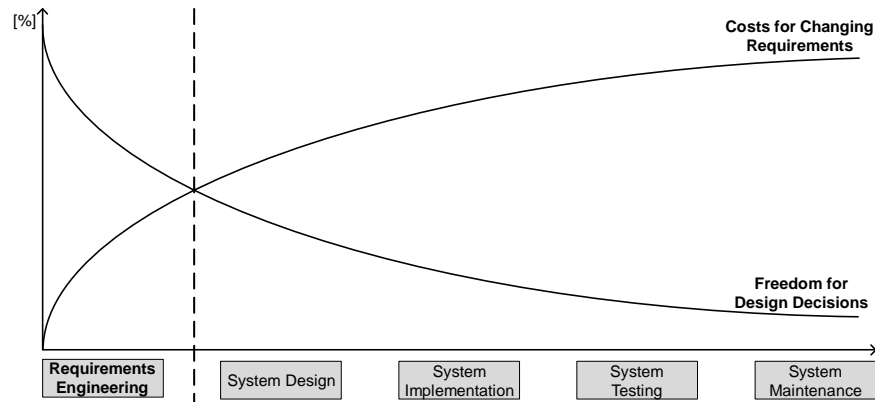 [%]
Costs for Changing
Requirements
Freedom for
Design Decisions
Requirements
Engineering
System Design
System
Implementation
System
Testing
System
Maintenance